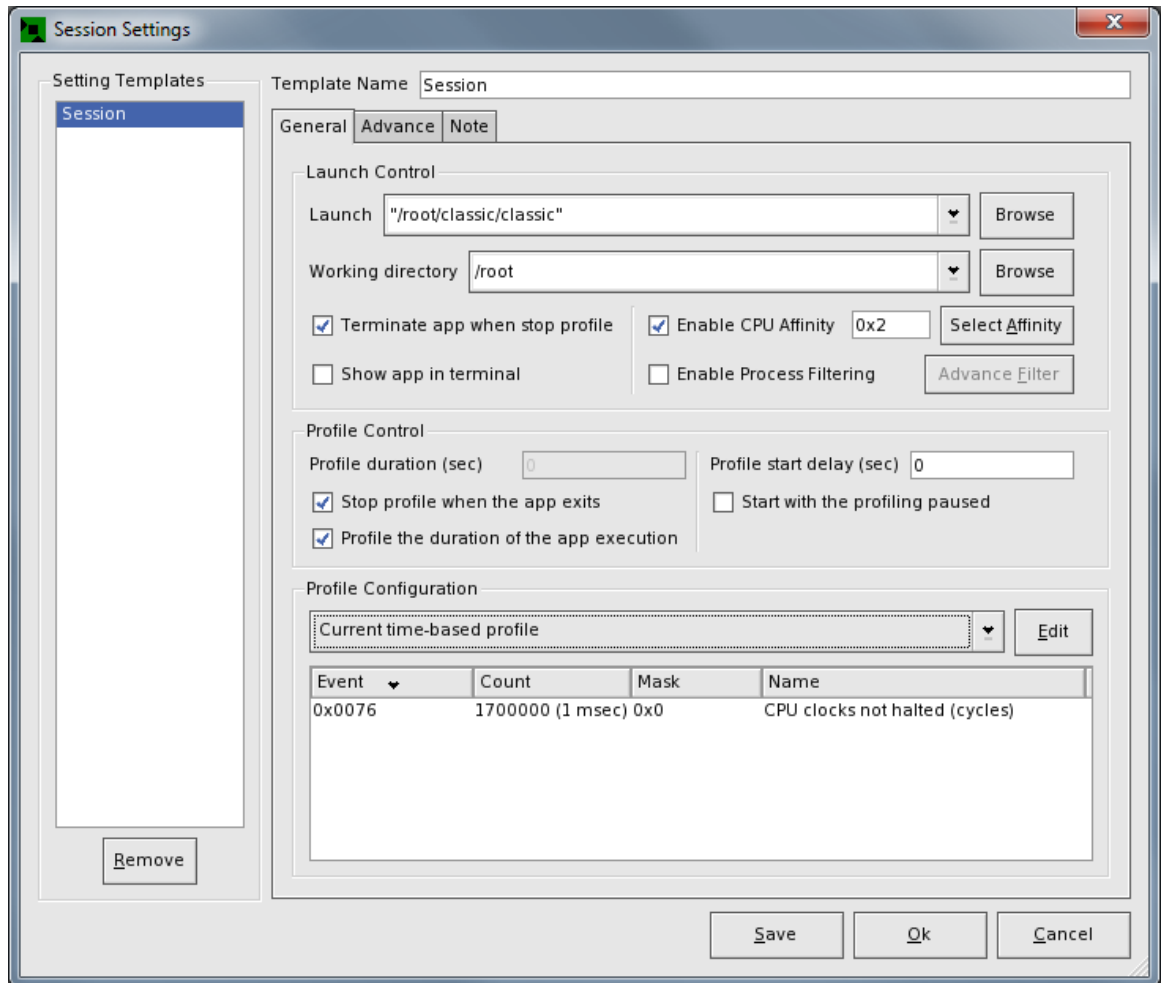 Session Settings
Setting Templates
Session
Remove
Template Name Session
General Advance Note
Launch Control
Launch "/root/classic/classic" Browse
Working directory /root Browse
Terminate app when stop profile Enable CPU Affinity 0x2 Select Affinity
Show app in terminal Enable Process Filtering Advance Filter
Profile Control
Profile duration (sec) 0 Profile start delay (sec) 0
Stop profile when the app exits Start with the profiling paused
Profile the duration of the app execution
Profile Configuration
Current time-based profile Edit
Event Count Mask Name
0x0076 1700000 (1 msec) 0x0 CPU clocks not halted (cycles)
Save Ok Cancel